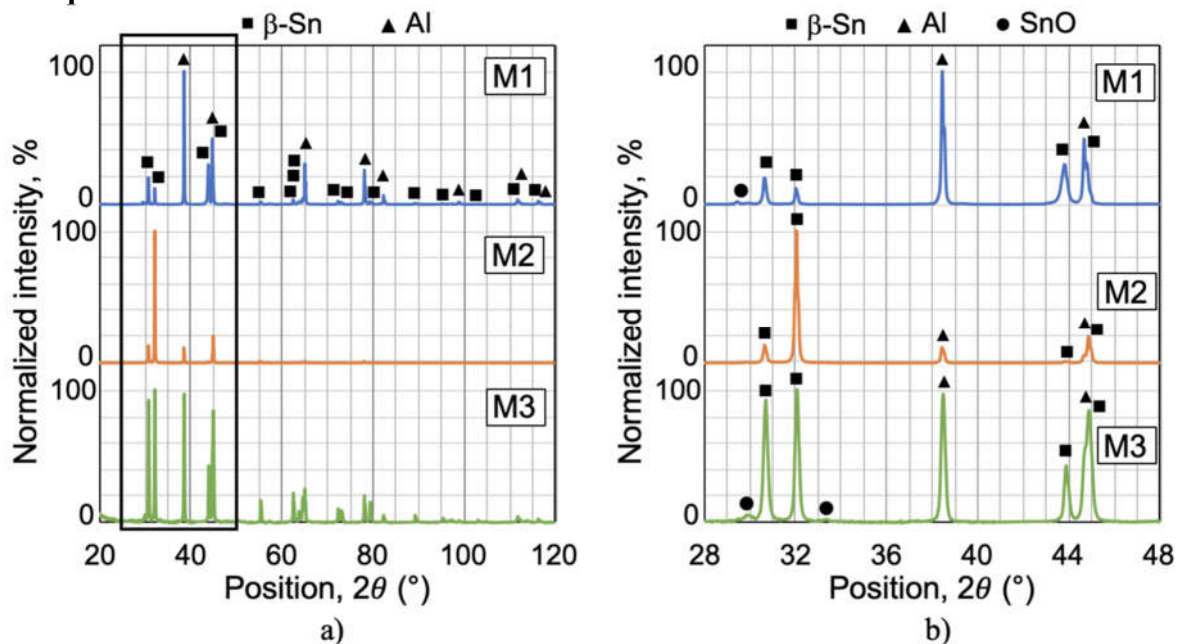 ■ β-Sn ▲ Al
Normalized intensity, %
100
M1
0
100
M2
0
100
M3
0
20 40 60 80 100 120
Position, 2θ (°)
a)
■ β-Sn ▲ Al ● SnO
Normalized intensity, %
100
M1
0
100
M2
0
100
M3
0
28 32 36 40 44 48
Position, 2θ (°)
b)